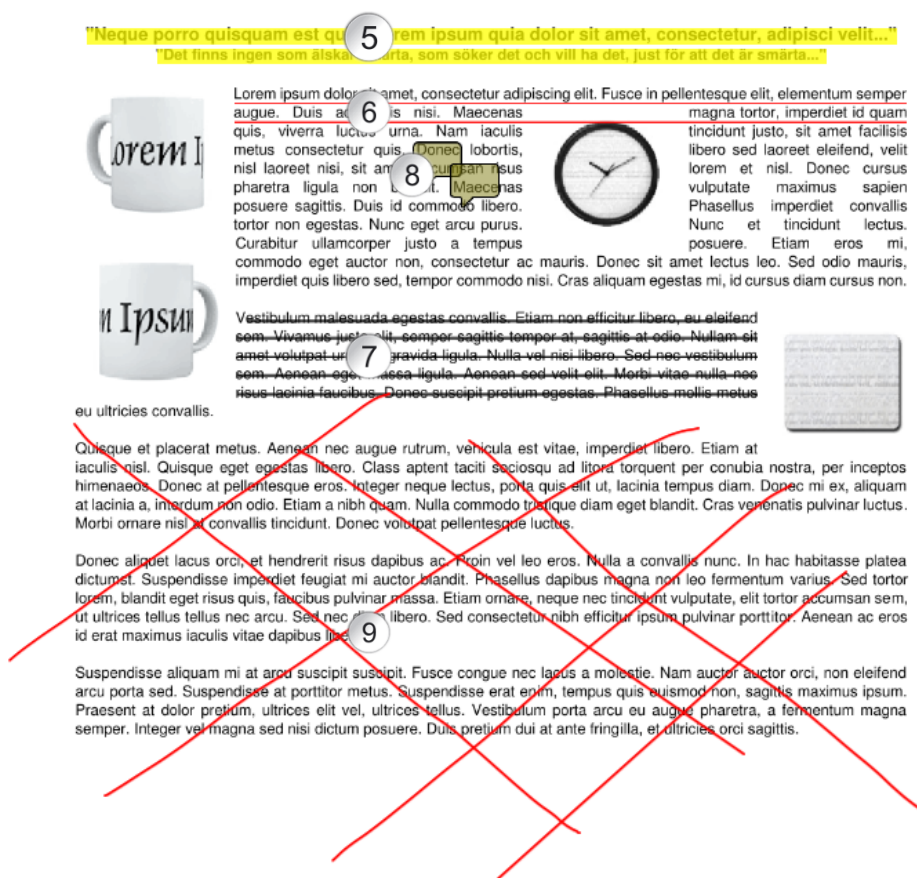 "Neque porro quisquam est qu rem ipsum quia dolor sit amet, consectetur, adipisci velit..."
"Det finns ingen som älskar smärta, som söker det och vill ha det, just för att det är smärta..."
5
Lorem ipsum dolor sit amet, consectetur adipiscing elit. Fusce in pellentesque elit, elementum semper
augue. Duis ac is nisi. Maecenas magna tortor, imperdiet id quam
6
quis, viverra luctus urna. Nam iaculis tincidunt justo, sit amet facilisis
metus consectetur quis. Donec lobortis, libero sed laoreet eleifend, velit
nisl laoreet nisi, sit am cumsan risus lorem et nisl. Donec cursus
8
pharetra ligula non t. Maecenas vulputate maximus sapien
posuere sagittis. Duis id commodo libero. Phasellus imperdiet convallis
tortor non egestas. Nunc eget arcu purus. Nunc et tincidunt lectus.
Curabitur ullamcorper justo a tempus posuere. Etiam eros mi,
commodo eget auctor non, consectetur ac mauris. Donec sit amet lectus leo. Sed odio mauris,
imperdiet quis libero sed, tempor commodo nisi. Cras aliquam egestas mi, id cursus diam cursus non.
orem I
m Ipsum
Vestibulum malesuada egestas convallis. Etiam non efficitur libero, eu eleifend
sem. Vivamus justo elit, semper sagittis tempor at, sagittis at odio. Nullam sit
amet volutpat ur gravida ligula. Nulla vel nisi libero. Sed nec vestibulum
7
sem. Aenean eget massa ligula. Aenean sed velit elit. Morbi vitae nulla nec
risus lacinia faucibus. Donec suscipit pretium egestas. Phasellus mollis metus
eu ultricies convallis.
Quisque et placerat metus. Aenean nec augue rutrum, vehicula est vitae, imperdiet libero. Etiam at
iaculis nisl. Quisque eget egestas libero. Class aptent taciti sociosqu ad litora torquent per conubia nostra, per inceptos
himenaeos. Donec at pellentesque eros. Integer neque lectus, porta quis elit ut, lacinia tempus diam. Donec mi ex, aliquam
at lacinia a, interdum non odio. Etiam a nibh quam. Nulla commodo tristique diam eget blandit. Cras venenatis pulvinar luctus.
Morbi ornare nisl at convallis tincidunt. Donec volutpat pellentesque luctus.
Donec aliquet lacus orci, et hendrerit risus dapibus ac. Proin vel leo eros. Nulla a convallis nunc. In hac habitasse platea
dictumst. Suspendisse imperdiet feugiat mi auctor blandit. Phasellus dapibus magna non leo fermentum varius. Sed tortor
lorem, blandit eget risus quis, faucibus pulvinar massa. Etiam ornare, neque nec tincidunt vulputate, elit tortor accumsan sem,
ut ultrices tellus tellus nec arcu. Sed nec diam libero. Sed consectetur nibh efficitur ipsum pulvinar porttitor. Aenean ac eros
id erat maximus iaculis vitae dapibus libe
9
Suspendisse aliquam mi at arcu suscipit suscipit. Fusce congue nec lacus a molestie. Nam auctor auctor orci, non eleifend
arcu porta sed. Suspendisse at porttitor metus. Suspendisse erat enim, tempus quis euismod non, sagittis maximus ipsum.
Praesent at dolor pretium, ultrices elit vel, ultrices tellus. Vestibulum porta arcu eu augue pharetra, a fermentum magna
semper. Integer vel magna sed nisi dictum posuere. Duis pretium dui at ante fringilla, et ultricies orci sagittis.